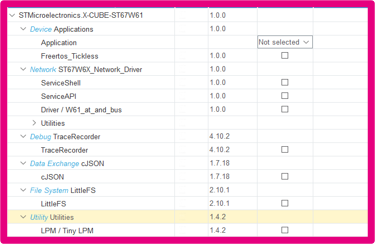 STMicroelectronics.X-CUBE-ST67W61 1.0.0
Device Applications 1.0.0
Application Not selected
Freertos_Tickless 1.0.0
Network ST67W6X_Network_Driver 1.0.0
ServiceShell 1.0.0
ServiceAPI 1.0.0
Driver / W61_at_and_bus 1.0.0
Utilities
Debug TraceRecorder 4.10.2
TraceRecorder 4.10.2
Data Exchange cJSON 1.7.18
cJSON 1.7.18
File System LittleFS 2.10.1
LittleFS 2.10.1
Utility Utilities 1.4.2
LPM / Tiny LPM 1.4.2